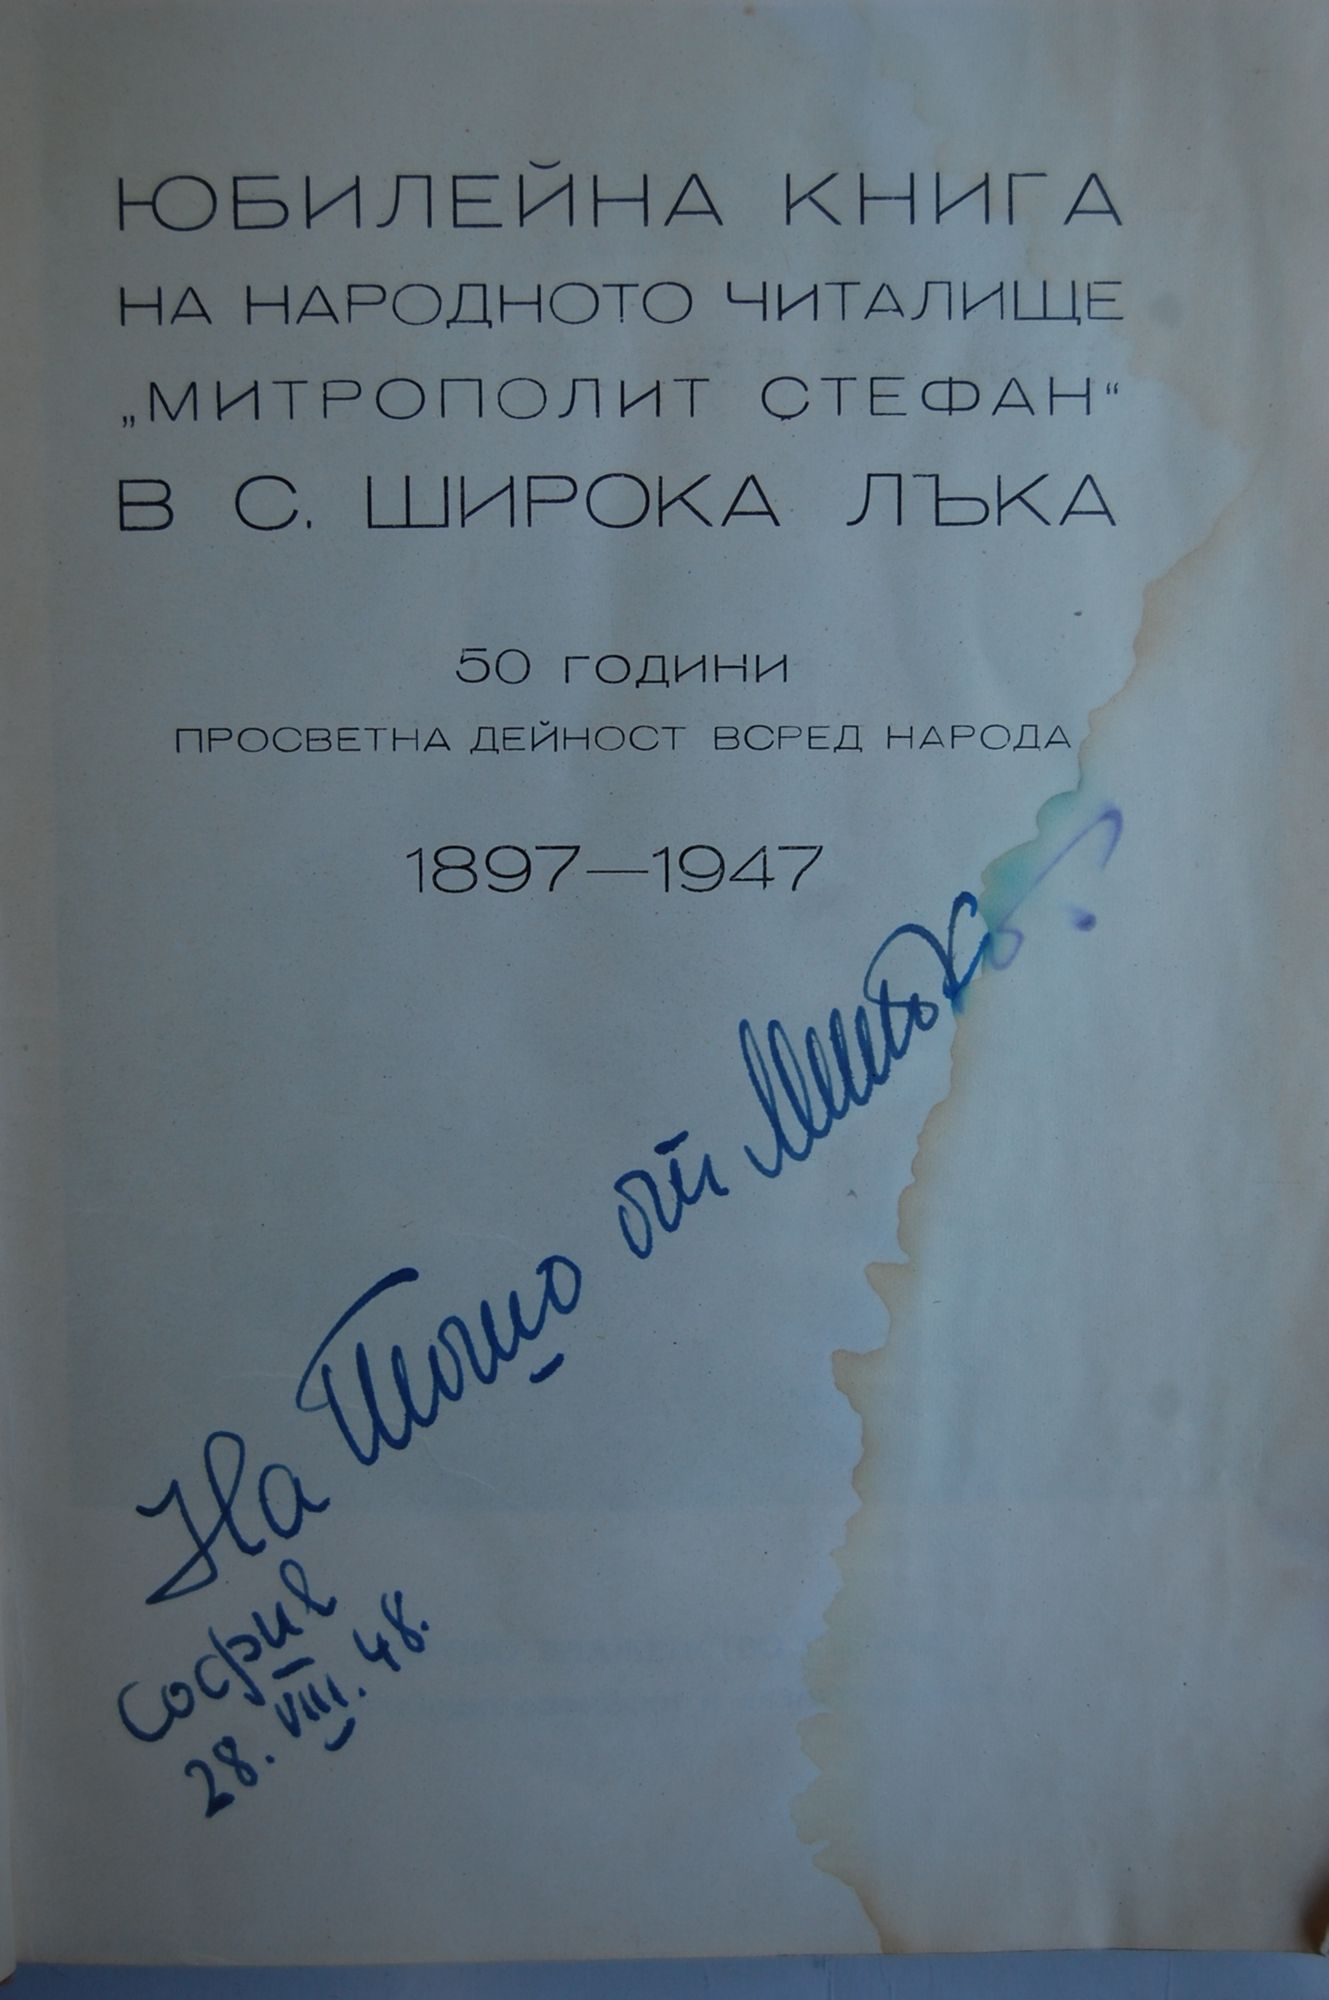 ЮБИЛЕЙНА КНИГА
НА НАРОДНОТО ЧИТАЛИЩЕ
„МИТРОПОЛИТ СТЕФАН“
В С. ШИРОКА ЛЪКА
50 ГОДИНИ
ПРОСВЕТНА ДЕЙНОСТ ВСРЕД НАРОДА
1897—1947
На Тошо от
София
28. VIII. 48.